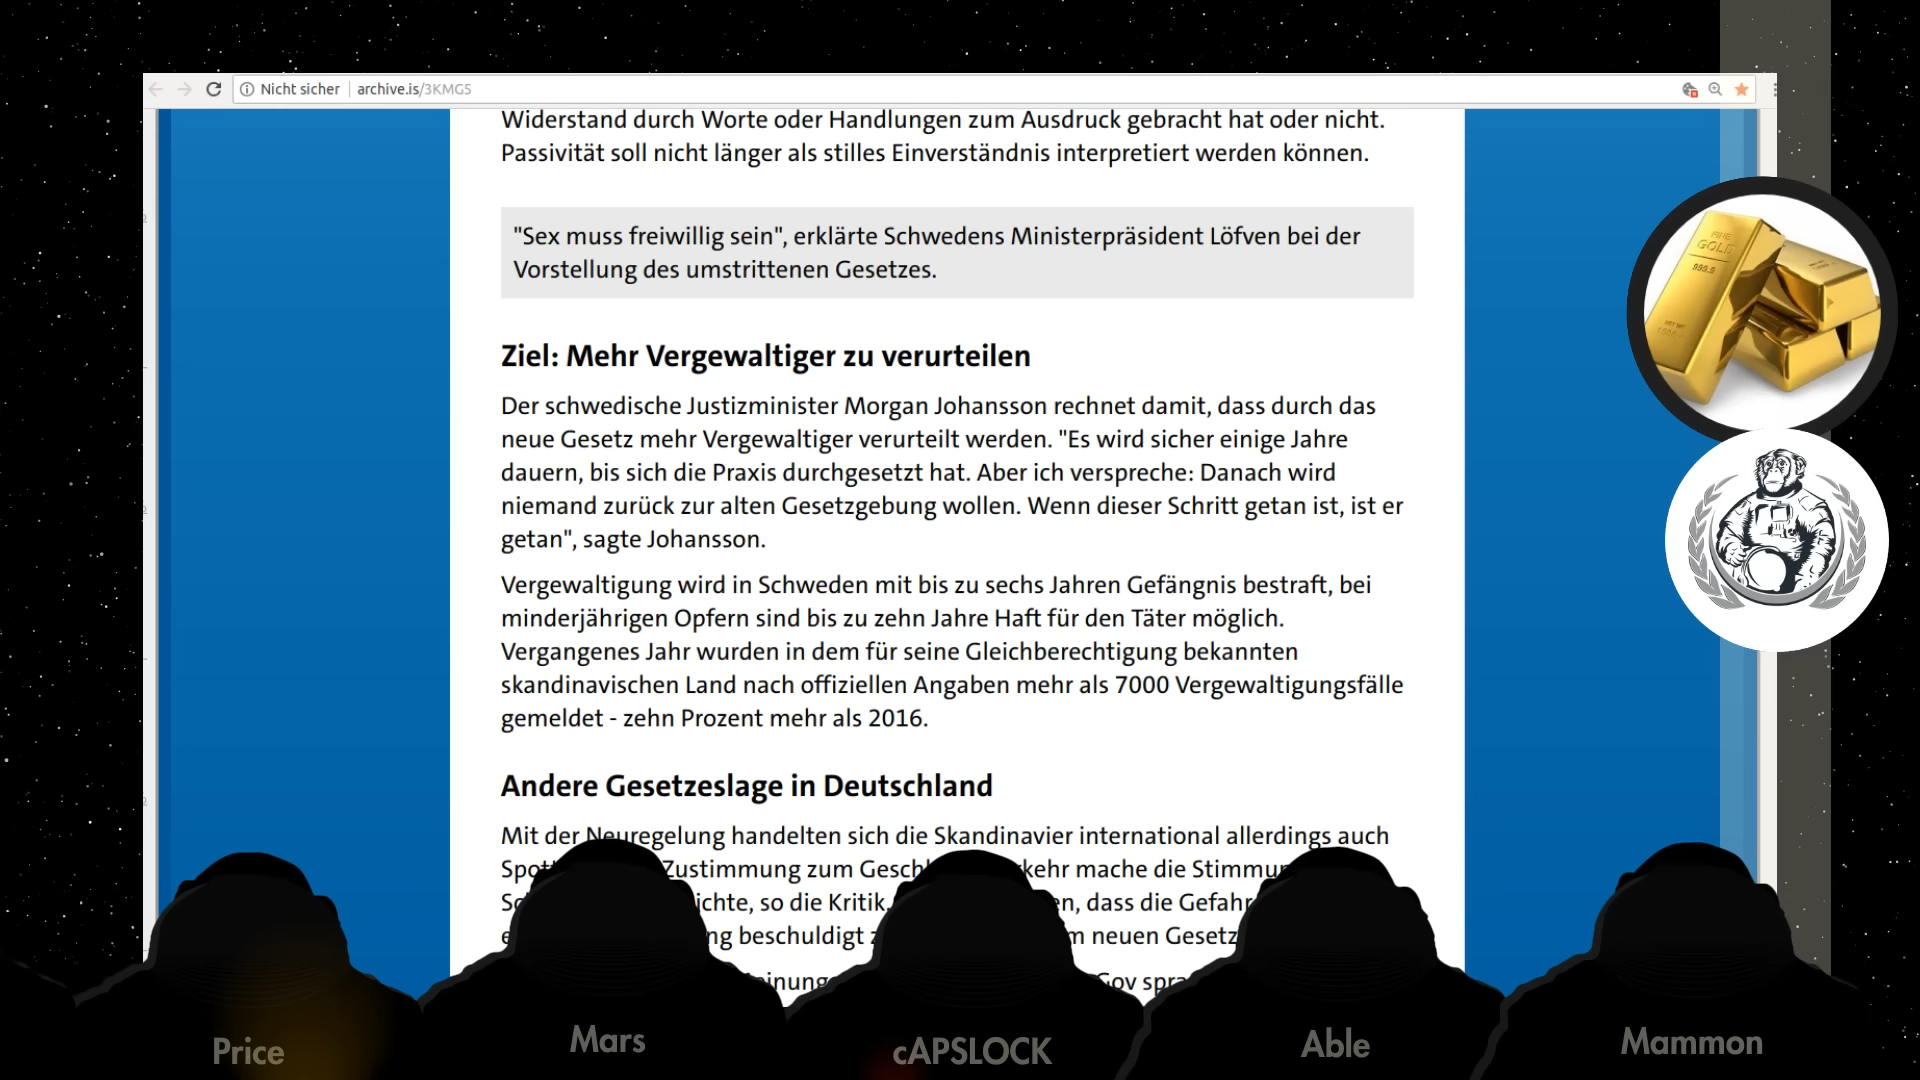 Nicht sicher archive.is/3KMG5
Widerstand durch Worte oder Handlungen zum Ausdruck gebracht hat oder nicht.
Passivität soll nicht länger als stilles Einverständnis interpretiert werden können.
"Sex muss freiwillig sein", erklärte Schwedens Ministerpräsident Löfven bei der
Vorstellung des umstrittenen Gesetzes.
Ziel: Mehr Vergewaltiger zu verurteilen
Der schwedische Justizminister Morgan Johansson rechnet damit, dass durch das
neue Gesetz mehr Vergewaltiger verurteilt werden. "Es wird sicher einige Jahre
dauern, bis sich die Praxis durchgesetzt hat. Aber ich verspreche: Danach wird
niemand zurück zur alten Gesetzgebung wollen. Wenn dieser Schritt getan ist, ist er
getan", sagte Johansson.
Vergewaltigung wird in Schweden mit bis zu sechs Jahren Gefängnis bestraft, bei
minderjährigen Opfern sind bis zu zehn Jahre Haft für den Täter möglich.
Vergangenes Jahr wurden in dem für seine Gleichberechtigung bekannten
skandinavischen Land nach offiziellen Angaben mehr als 7000 Vergewaltigungsfälle
gemeldet - zehn Prozent mehr als 2016.
FINE
GOLD
999.9
Andere Gesetzeslage in Deutschland
Mit der Neuregelung handelten sich die Skandinavier international allerdings auch
Zustimmung zum mache die
so die Kritik. dass die Gefahr
beschuldigt neuen
Price
Mars
cAPSLOCK
Able
Mammon